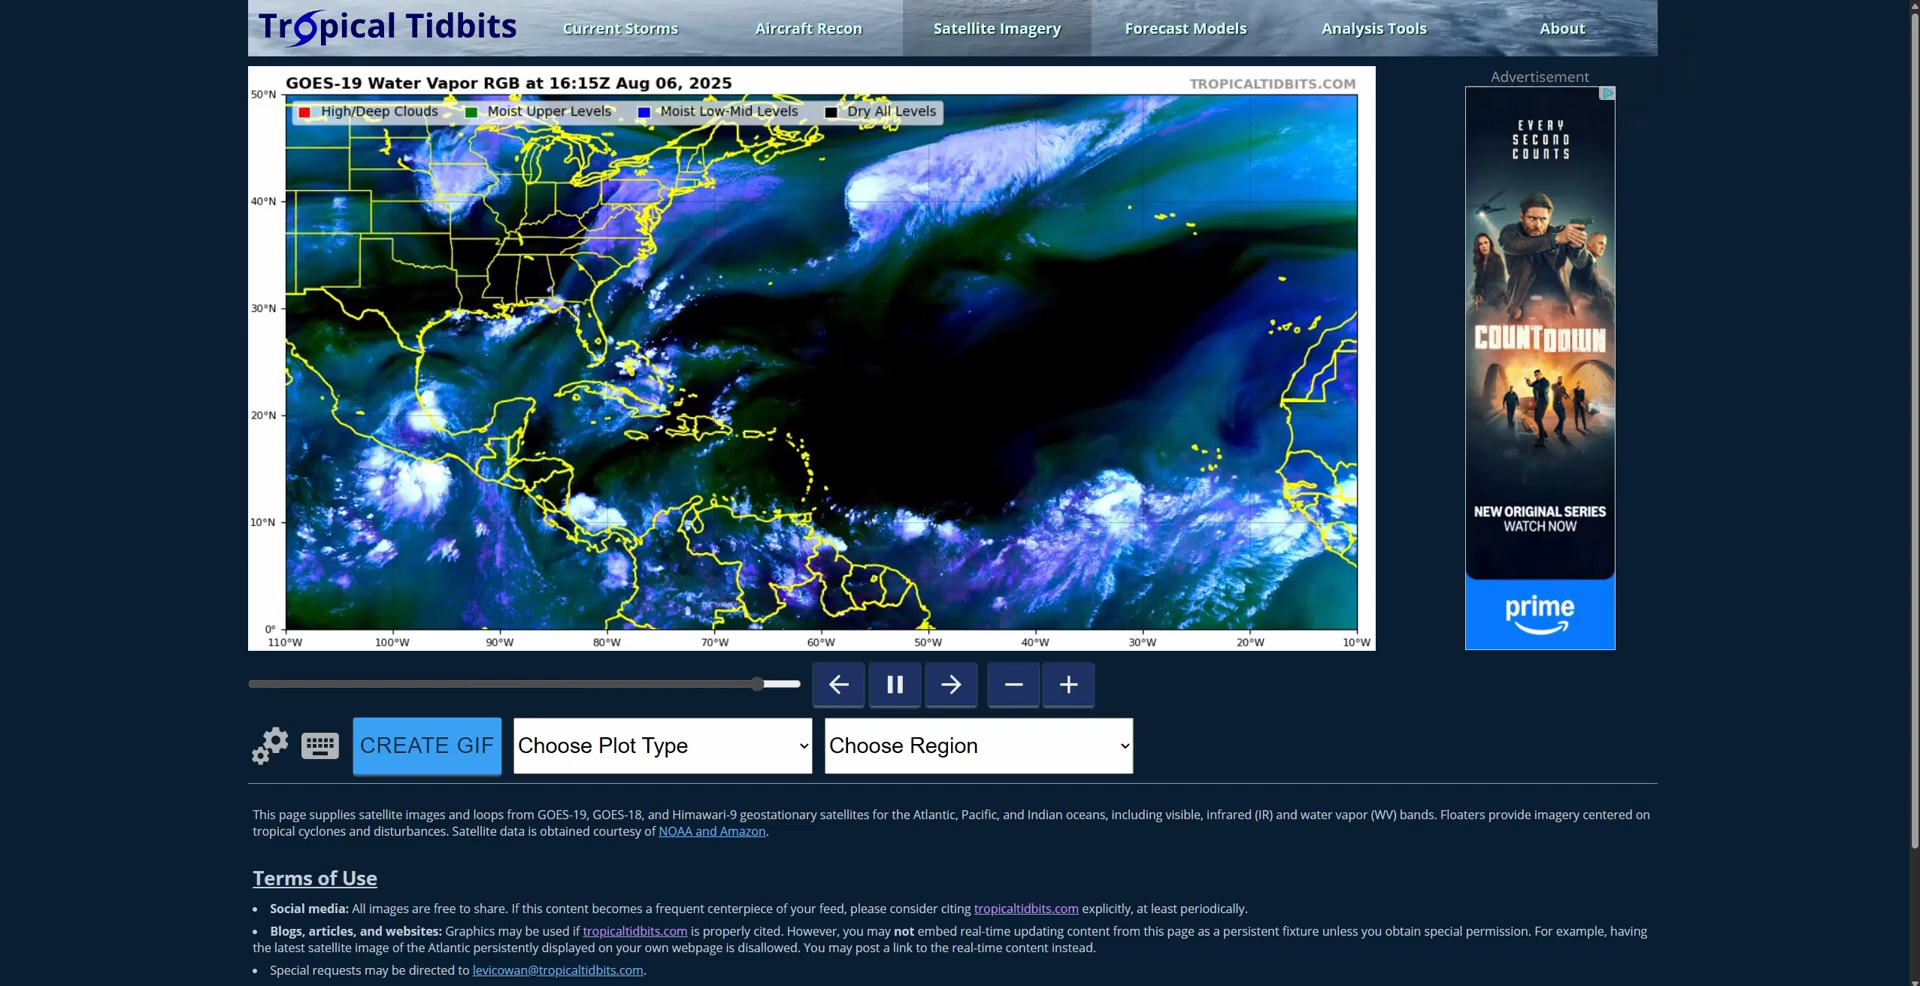 Tropical Tidbits
Current Storms
Aircraft Recon
Satellite Imagery
Forecast Models
Analysis Tools
About
GOES-19 Water Vapor RGB at 16:15Z Aug 06, 2025
TROPICALTIDBITS.COM
High/Deep Clouds
Moist Upper Levels
Moist Low-Mid Levels
Dry All Levels
50°N
40°N
30°N
20°N
10°N
0°
110°W
100°W
90°W
80°W
70°W
60°W
50°W
40°W
30°W
20°W
10°W
Advertisement
EVERY
SECOND
COUNTS
COUNTDOWN
NEW ORIGINAL SERIES
WATCH NOW
prime
CREATE GIF
Choose Plot Type
Choose Region
This page supplies satellite images and loops from GOES-19, GOES-18, and Himawari-9 geostationary satellites for the Atlantic, Pacific, and Indian oceans, including visible, infrared (IR) and water vapor (WV) bands. Floaters provide imagery centered on
tropical cyclones and disturbances. Satellite data is obtained courtesy of NOAA and Amazon.
Terms of Use
• Social media: All images are free to share. If this content becomes a frequent centerpiece of your feed, please consider citing tropicaltidbits.com explicitly, at least periodically.
• Blogs, articles, and websites: Graphics may be used if tropicaltidbits.com is properly cited. However, you may not embed real-time updating content from this page as a persistent fixture unless you obtain special permission. For example, having
the latest satellite image of the Atlantic persistently displayed on your own webpage is disallowed. You may post a link to the real-time content instead.
• Special requests may be directed to levicowan@tropicaltidbits.com.